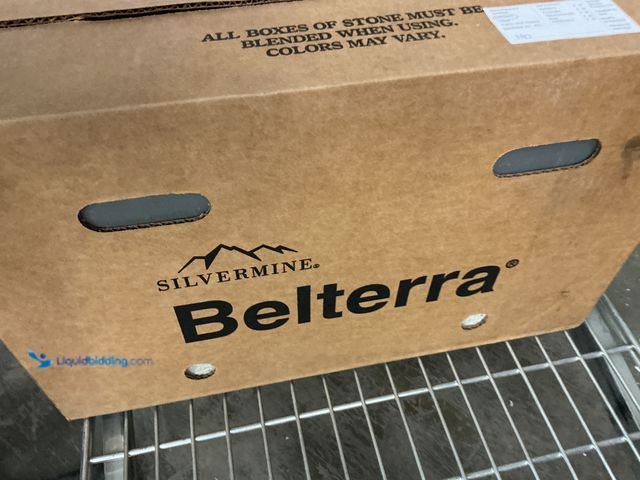 ALL BOXES OF STONE MUST BE
BLENDED WHEN USING.
COLORS MAY VARY.
SILVERMINE®
Belterra®
Liquidbidding.com